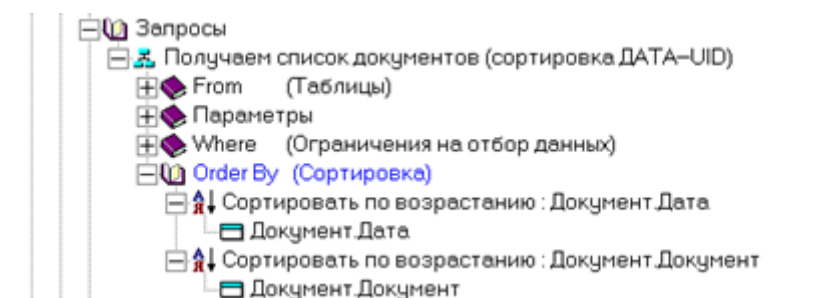 Запросы
Получаем список документов (сортировка ДАТА-UID)
From (Таблицы)
Параметры
Where (Ограничения на отбор данных)
Order By (Сортировка)
Сортировать по возрастанию : Документ.Дата
Документ.Дата
Сортировать по возрастанию : Документ.Документ
Документ.Документ